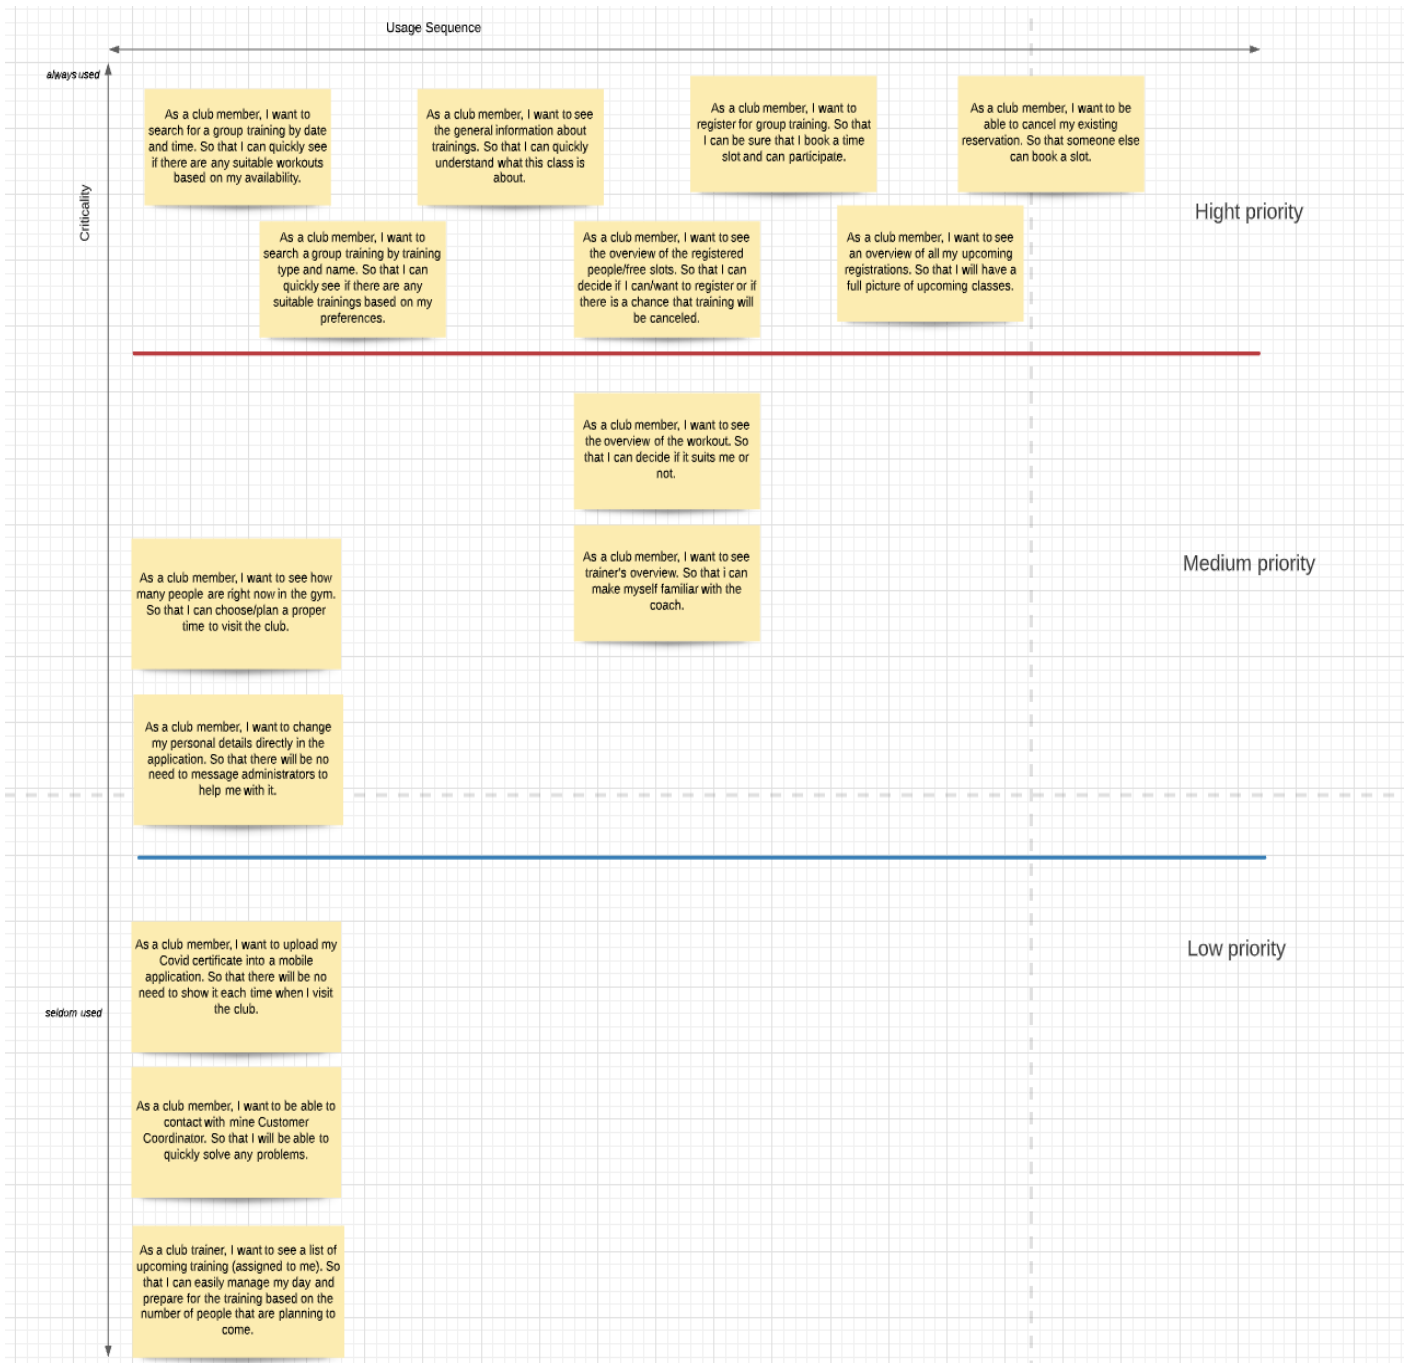 Usage Sequence
always used
Criticality
As a club member, I want to
search for a group training by date
and time. So that I can quickly see
if there are any suitable workouts
based on my availability.
As a club member, I want to see
the general information about
trainings. So that I can quickly
understand what this class is
about.
As a club member, I want to
register for group training. So that
I can be sure that I book a time
slot and can participate.
As a club member, I want to be
able to cancel my existing
reservation. So that someone else
can book a slot.
Hight priority
As a club member, I want to
search a group training by training
type and name. So that I can
quickly see if there are any
suitable trainings based on my
preferences.
As a club member, I want to see
the overview of the registered
people/free slots. So that I can
decide if I can/want to register or if
there is a chance that training will
be canceled.
As a club member, I want to see
an overview of all my upcoming
registrations. So that I will have a
full picture of upcoming classes.
As a club member, I want to see
the overview of the workout. So
that I can decide if it suits me or
not.
As a club member, I want to see
trainer's overview. So that i can
make myself familiar with the
coach.
Medium priority
As a club member, I want to see how
many people are right now in the gym.
So that I can choose/plan a proper
time to visit the club.
As a club member, I want to change
my personal details directly in the
application. So that there will be no
need to message administrators to
help me with it.
As a club member, I want to upload my
Covid certificate into a mobile
application. So that there will be no
need to show it each time when I visit
the club.
Low priority
seldom used
As a club member, I want to be able to
contact with mine Customer
Coordinator. So that I will be able to
quickly solve any problems.
As a club trainer, I want to see a list of
upcoming training (assigned to me). So
that I can easily manage my day and
prepare for the training based on the
number of people that are planning to
come.